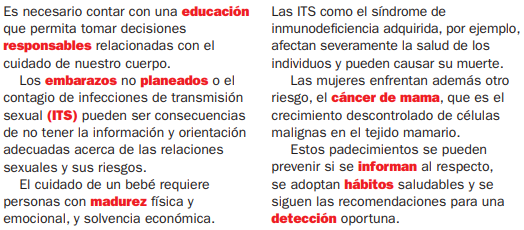 Es necesario contar con una educación
que permita tomar decisiones
responsables relacionadas con el
cuidado de nuestro cuerpo.
Los embarazos no planeados o el
contagio de infecciones de transmisión
sexual (ITS) pueden ser consecuencias
de no tener la información y orientación
adecuadas acerca de las relaciones
sexuales y sus riesgos.
El cuidado de un bebé requiere
personas con madurez física y
emocional, y solvencia económica.
Las ITS como el síndrome de
inmunodeficiencia adquirida, por ejemplo,
afectan severamente la salud de los
individuos y pueden causar su muerte.
Las mujeres enfrentan además otro
riesgo, el cáncer de mama, que es el
crecimiento descontrolado de células
malignas en el tejido mamario.
Estos padecimientos se pueden
prevenir si se informan al respecto,
se adoptan hábitos saludables y se
siguen las recomendaciones para una
detección oportuna.